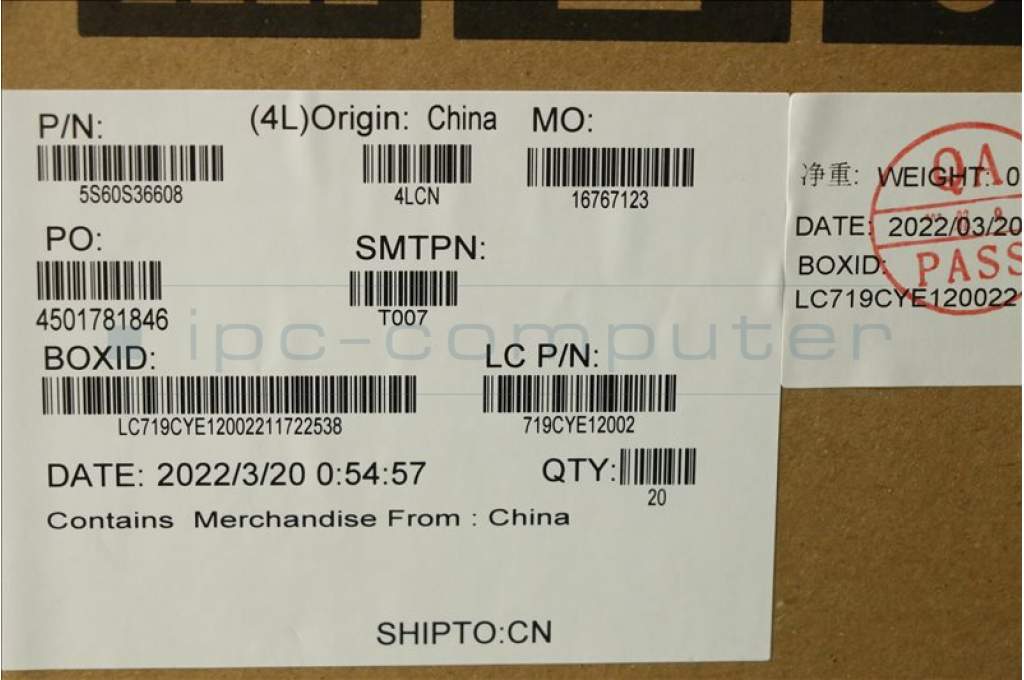 P/N:
5S60S36608
(4L)Origin: China
4LCN
MO:
16767123
PO:
4501781846
SMTPN:
T007
BOXID:
LC719CYE12002211722538
LC P/N:
719CYE12002
DATE: 2022/3/20 0:54:57
QTY:
20
Contains Merchandise From : China
SHIPTO:CN
净重: WEIGHT: 0
DATE: 2022/03/20
BOXID:
LC719CYE120022
QA
PASS
ipc-computer